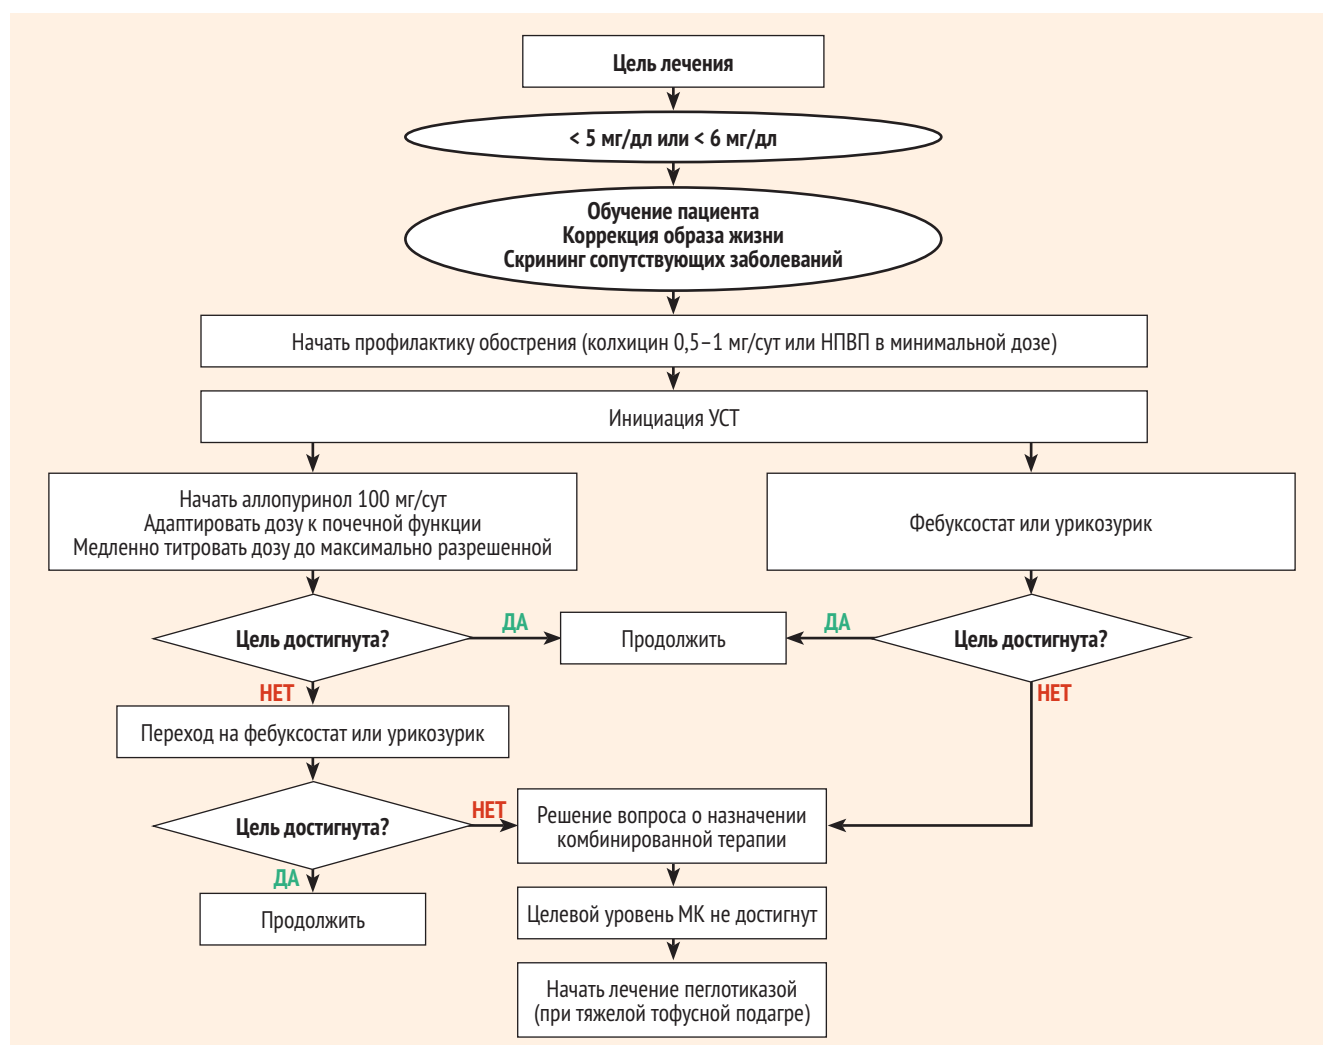 Цель лечения
< 5 мг/дл или < 6 мг/дл
Обучение пациента
Коррекция образа жизни
Скрининг сопутствующих заболеваний
Начать профилактику обострения (колхицин 0,5–1 мг/сут или НПВП в минимальной дозе)
Инициация УСТ
Начать аллопуринол 100 мг/сут
Адаптировать дозу к почечной функции
Медленно титровать дозу до максимально разрешенной
Фебуксостат или урикозурик
Цель достигнута?
ДА
Продолжить
ДА
Цель достигнута?
НЕТ
НЕТ
Переход на фебуксостат или урикозурик
Цель достигнута?
НЕТ
Решение вопроса о назначении
комбинированной терапии
ДА
Продолжить
Целевой уровень МК не достигнут
Начать лечение пеглотиказой
(при тяжелой тофусной подагре)